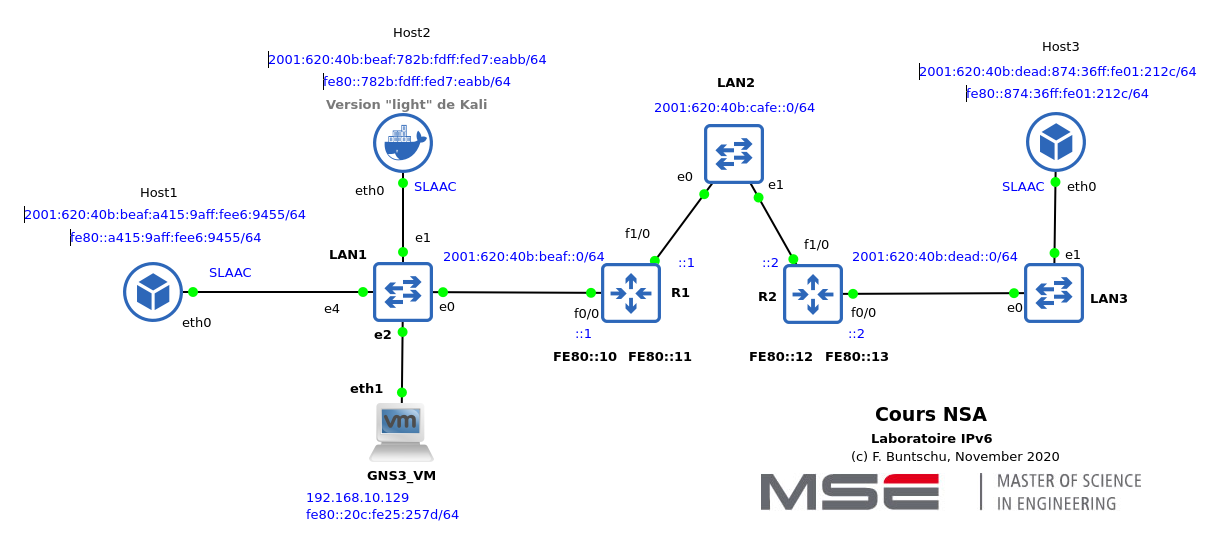 Host2
2001:620:40b:beaf:782b:fdff:fed7:eabb/64
fe80::782b:fdff:fed7:eabb/64
Version "light" de Kali
eth0
SLAAC
e1
Host1
2001:620:40b:beaf:a415:9aff:fee6:9455/64
fe80::a415:9aff:fee6:9455/64
SLAAC
eth0
e4
LAN1
e0
e2
2001:620:40b:beaf::0/64
eth1
vm
GNS3_VM
192.168.10.129
fe80::20c:fe25:257d/64
LAN2
2001:620:40b:cafe::0/64
e0
e1
f1/0
::1
R1
f0/0
::1
FE80::10 FE80::11
f1/0
::2
R2
f0/0
::2
FE80::12 FE80::13
2001:620:40b:dead::0/64
Host3
2001:620:40b:dead:874:36ff:fe01:212c/64
fe80::874:36ff:fe01:212c/64
SLAAC
eth0
e1
e0
LAN3
Cours NSA
Laboratoire IPv6
(c) F. Buntschu, November 2020
MSE
MASTER OF SCIENCE
IN ENGINEERING